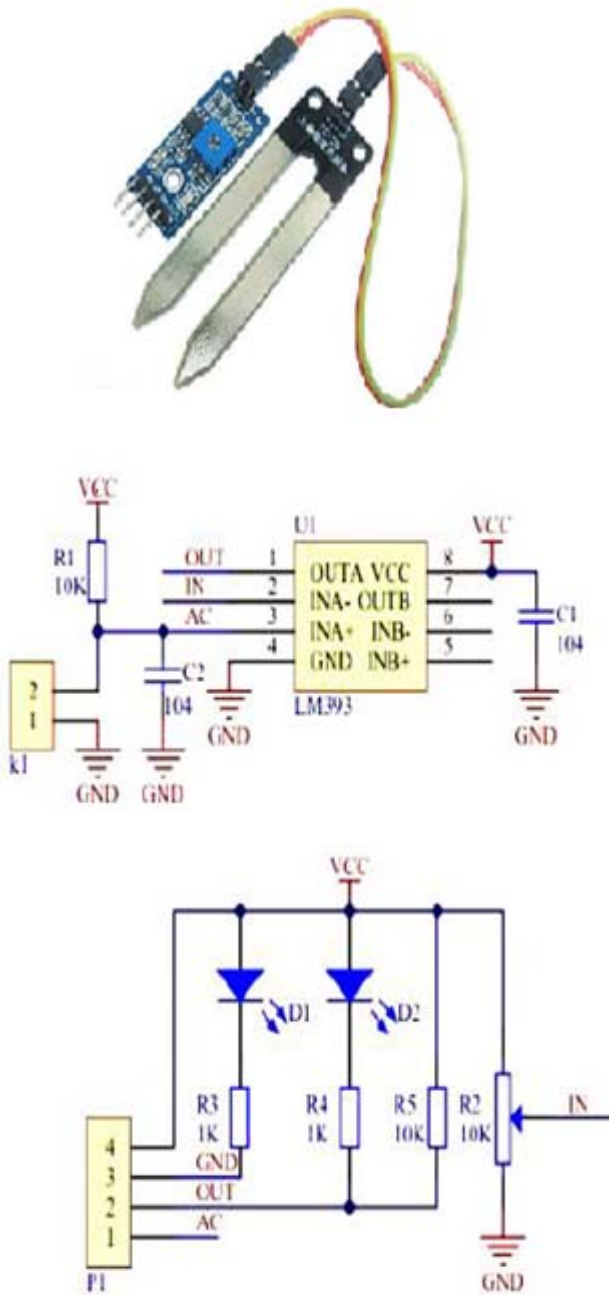 VCC
U1
VCC
R1
10K
OUT 1 OUTA VCC 8
IN 2 INA- OUTB 7
AC 3 INA+ INB- 6
4 GND INB+ 5
C1
104
C2
104
2
1
k1
GND
LM393
GND
GND
GND
VCC
D1
D2
R3
1K
R4
1K
R5
10K
R2
10K
IN
4
GND
3
OUT
2
AC
1
P1
GND